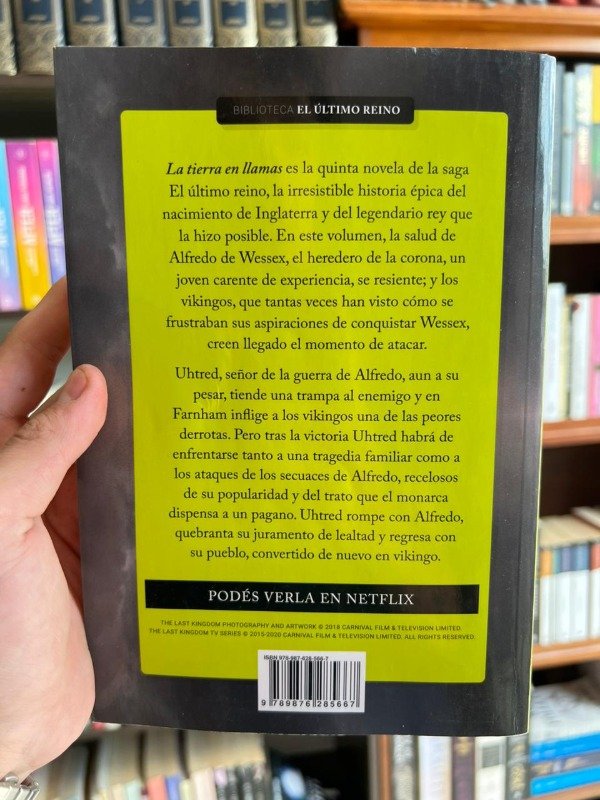 BIBLIOTECA EL ÚLTIMO REINO
La tierra en llamas es la quinta novela de la saga
El último reino, la irresistible historia épica del
nacimiento de Inglaterra y del legendario rey que
la hizo posible. En este volumen, la salud de
Alfredo de Wessex, el heredero de la corona, un
joven carente de experiencia, se resiente; y los
vikingos, que tantas veces han visto cómo se
frustraban sus aspiraciones de conquistar Wessex,
creen llegado el momento de atacar.
Uhtred, señor de la guerra de Alfredo, aun a su
pesar, tiende una trampa al enemigo y en
Farnham inflige a los vikingos una de las peores
derrotas. Pero tras la victoria Uhtred habrá de
enfrentarse tanto a una tragedia familiar como a
los ataques de los secuaces de Alfredo, recelosos
de su popularidad y del trato que el monarca
dispensa a un pagano. Uhtred rompe con Alfredo,
quebranta su juramento de lealtad y regresa con
su pueblo, convertido de nuevo en vikingo.
PODÉS VERLA EN NETFLIX
THE LAST KINGDOM PHOTOGRAPHY AND ARTWORK © 2018 CARNIVAL FILM & TELEVISION LIMITED.
THE LAST KINGDOM TV SERIES © 2015-2020 CARNIVAL FILM & TELEVISION LIMITED. ALL RIGHTS RESERVED.
ISBN 978-987-628-566-7
9 789876 285667